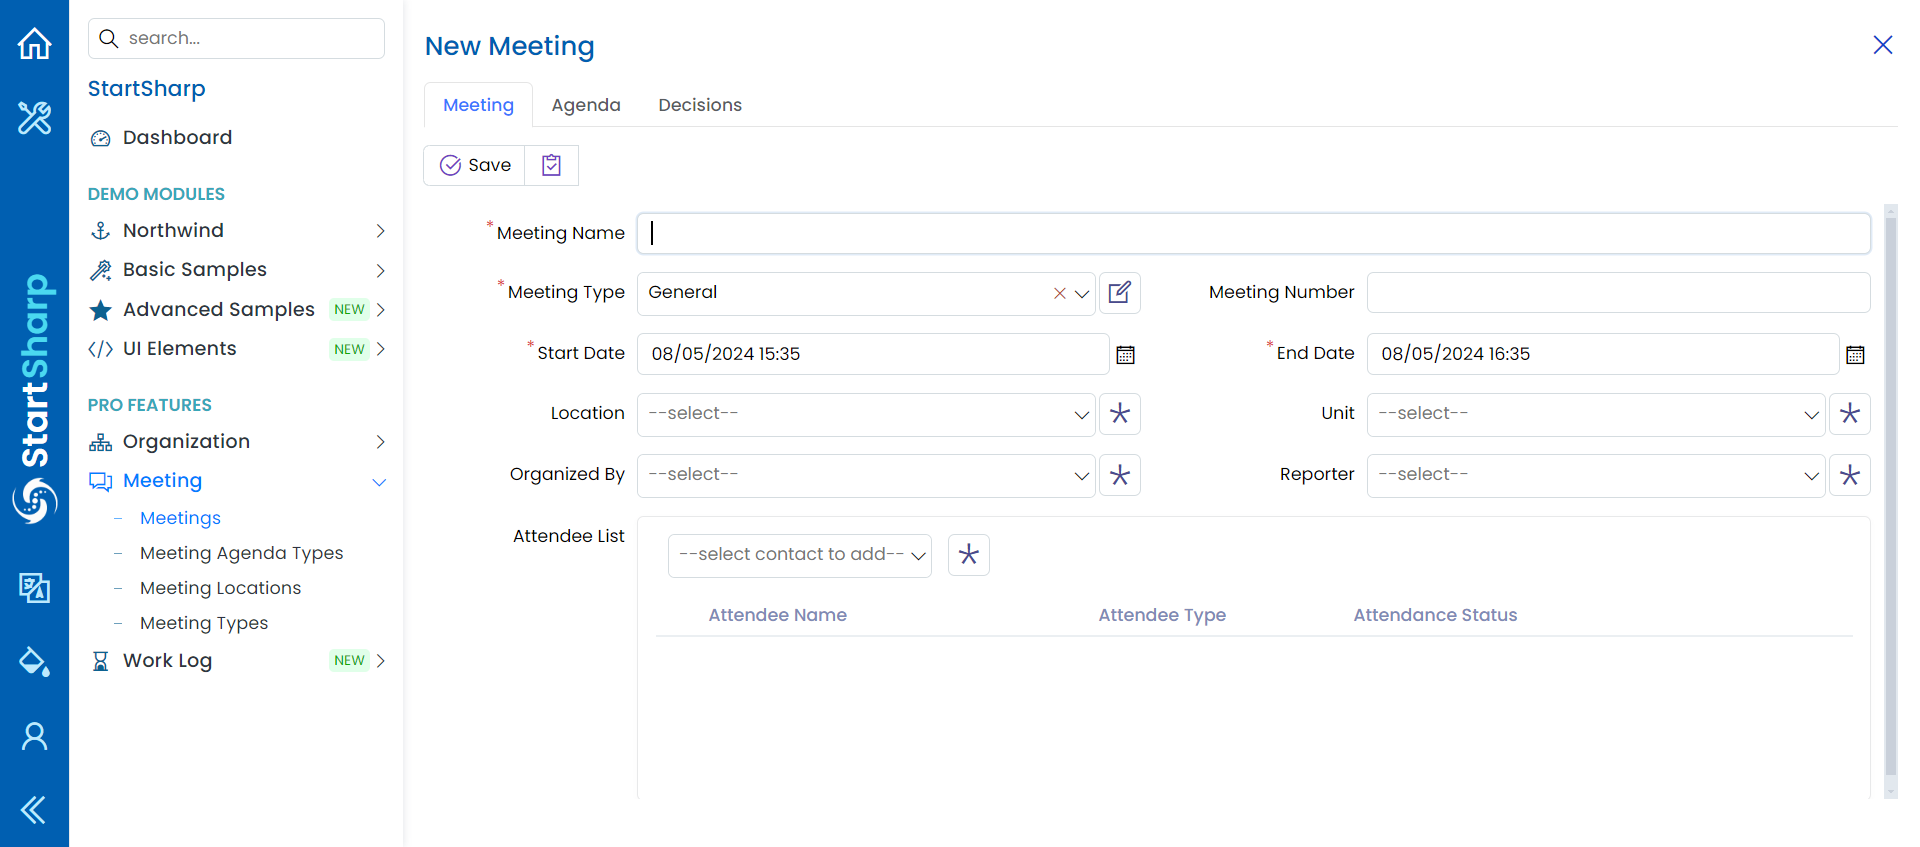 search...
StartSharp
Dashboard
DEMO MODULES
Northwind
Basic Samples
Advanced Samples NEW
UI Elements NEW
PRO FEATURES
Organization
Meeting
Meetings
Meeting Agenda Types
Meeting Locations
Meeting Types
Work Log NEW
StartSharp
New Meeting
Meeting Agenda Decisions
Save
* Meeting Name
* Meeting Type General Meeting Number
* Start Date 08/05/2024 15:35 * End Date 08/05/2024 16:35
Location --select-- Unit --select--
Organized By --select-- Reporter --select--
Attendee List --select contact to add--
Attendee Name Attendee Type Attendance Status